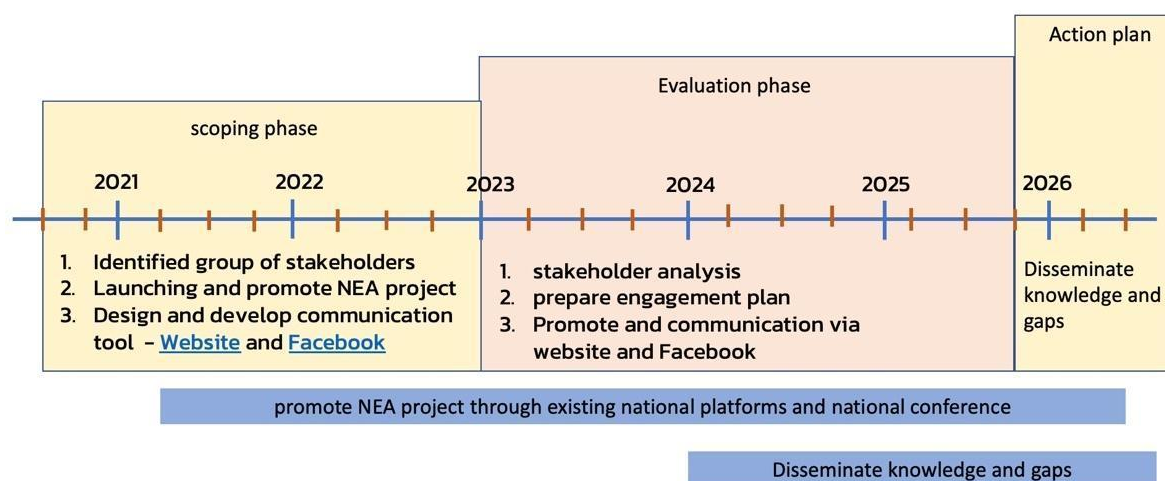 Action plan
Evaluation phase
scoping phase
2021
2022
2023
2024
2025
2026
1. Identified group of stakeholders
2. Launching and promote NEA project
3. Design and develop communication
tool - Website and Facebook
1. stakeholder analysis
2. prepare engagement plan
3. Promote and communication via
website and Facebook
Disseminate
knowledge and
gaps
promote NEA project through existing national platforms and national conference
Disseminate knowledge and gaps